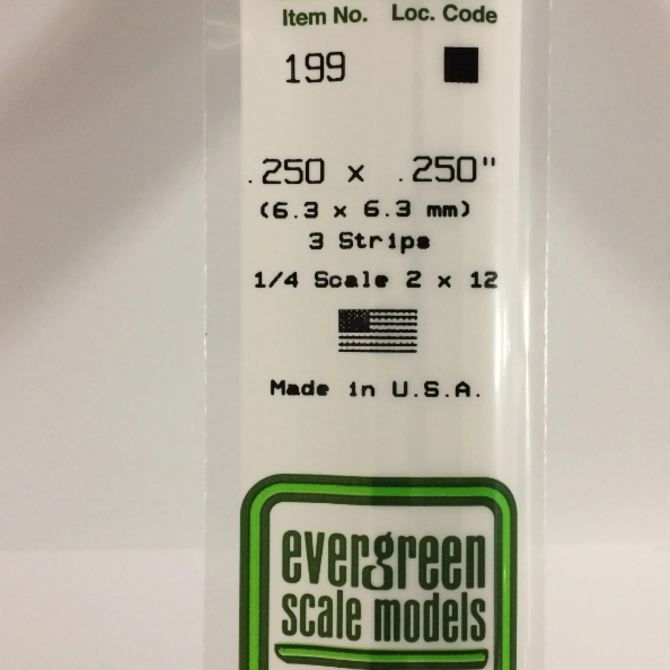 Item No. Loc. Code
199
.250 x .250"
(6.3 x 6.3 mm)
3 Strips
1/4 Scale 2 x 12
Made in U.S.A.
evergreen
scale models